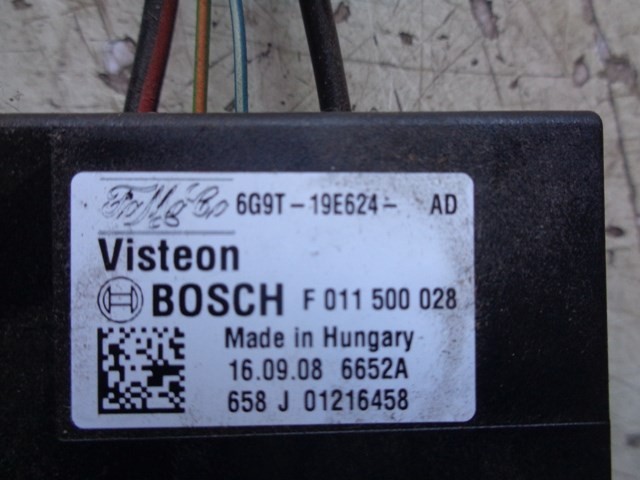 FoMoCo 6G9T-19E624- AD
Visteon
BOSCH F 011 500 028
Made in Hungary
16.09.08 6652A
658 J 01216458